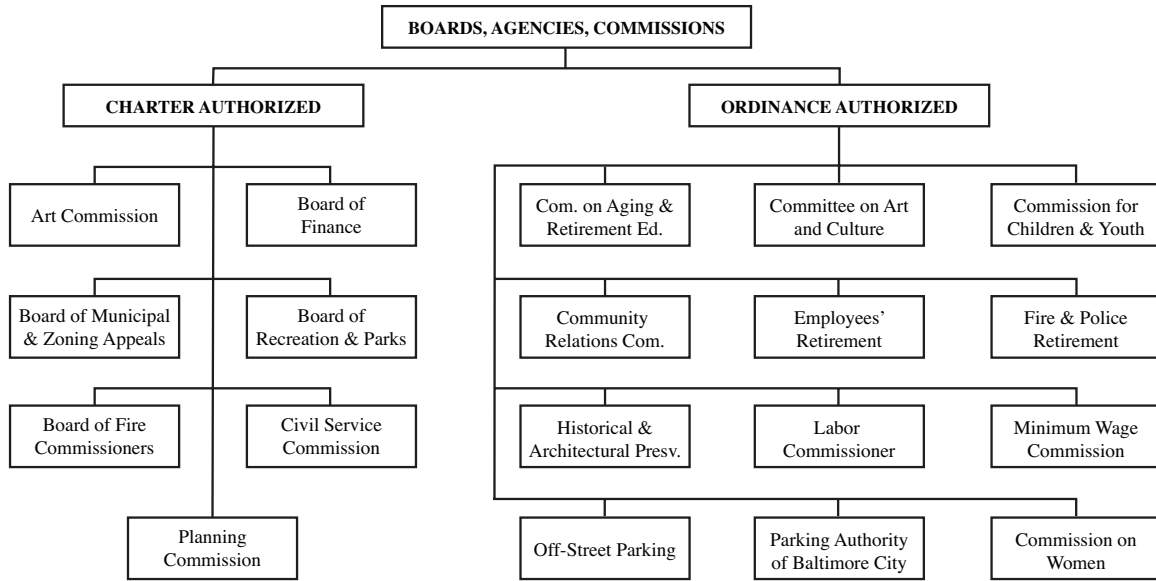 BOARDS, AGENCIES, COMMISSIONS
CHARTER AUTHORIZED
ORDINANCE AUTHORIZED
Art Commission
Board of
Finance
Com. on Aging &
Retirement Ed.
Committee on Art
and Culture
Commission for
Children & Youth
Board of Municipal
& Zoning Appeals
Board of
Recreation & Parks
Community
Relations Com.
Employees’
Retirement
Fire & Police
Retirement
Board of Fire
Commissioners
Civil Service
Commission
Historical &
Architectural Presv.
Labor
Commissioner
Minimum Wage
Commission
Planning
Commission
Off-Street Parking
Parking Authority
of Baltimore City
Commission on
Women